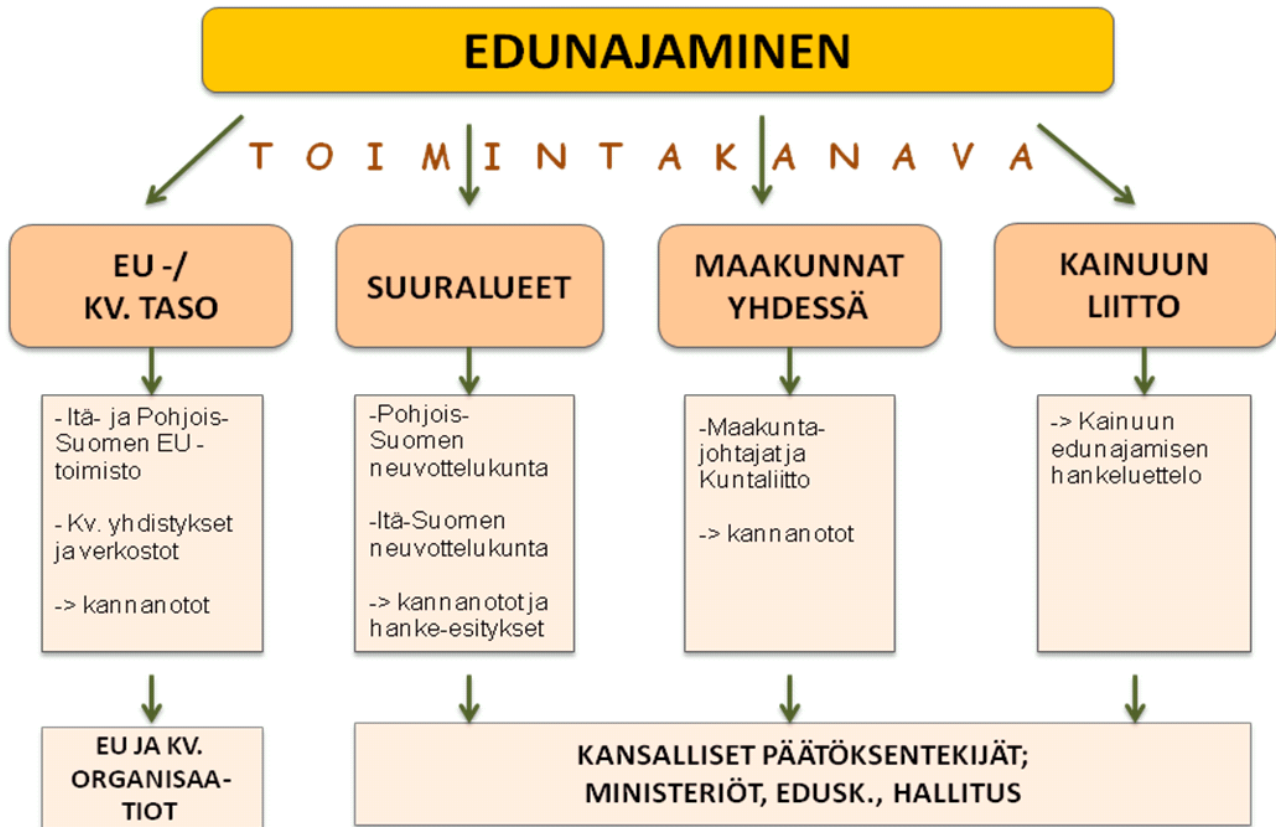 EDUNAJAMINEN
TOIMINTAKANAVA
EU -/
KV. TASO
SUURALUEET
MAAKUNNAT
YHDESSÄ
KAINUUN
LIITTO
-Itä- ja Pohjois-
Suomen EU -
toimisto
- Kv. yhdistykset
ja verkostot
-> kannanotot
-Pohjois-
Suomen
neuvottelukunta
-Itä-Suomen
neuvottelukunta
-> kannanotot ja
hanke-esitykset
-Maakunta-
johtajat ja
Kuntaliitto
-> kannanotot
-> Kainuun
edunajamisen
hankeluettelo
EU JA KV.
ORGANISAA-
TIOT
KANSALLISET PÄÄTÖKSENTEKIJÄT;
MINISTERIÖT, EDUSK., HALLITUS